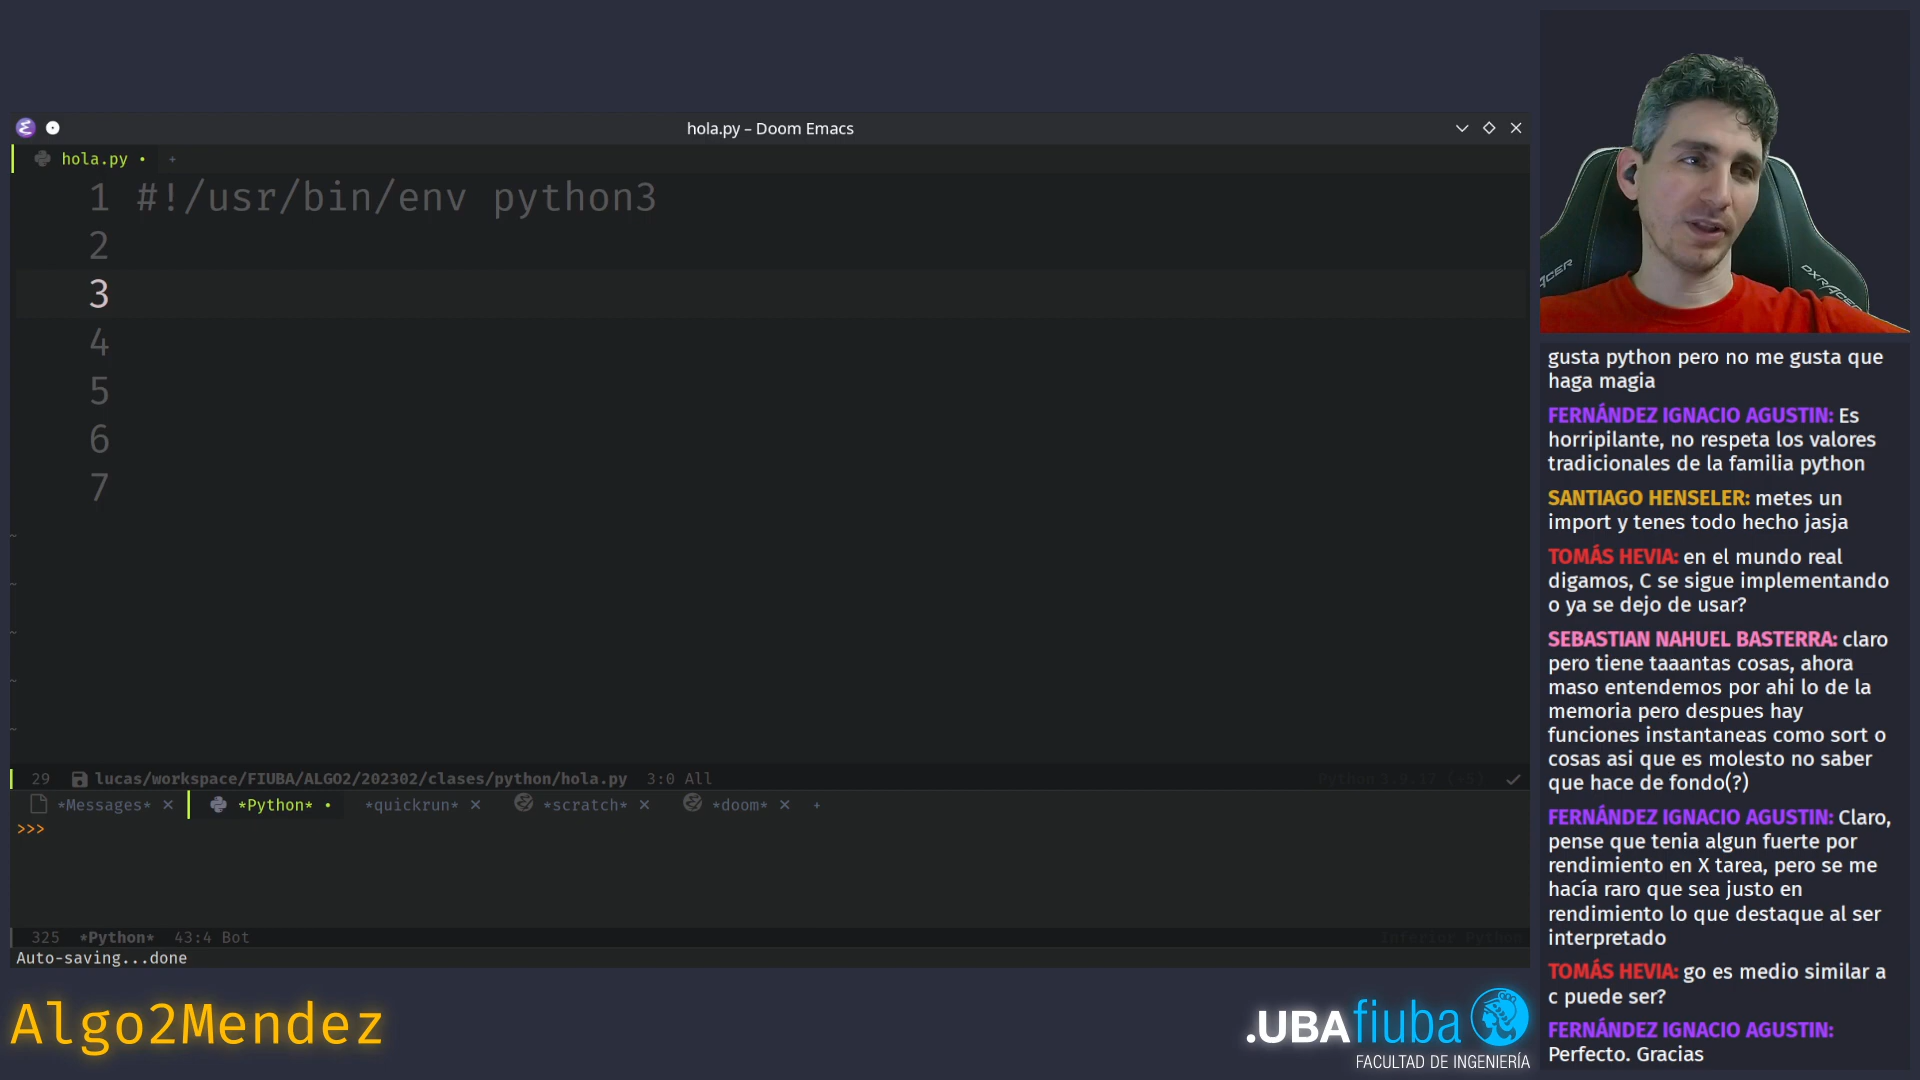 hola.py – Doom Emacs
hola.py • +
1 #!/usr/bin/env python3
2
3
4
5
6
7
~
~
~
~
~
29 lucas/workspace/FIUBA/ALGO2/202302/clases/python/hola.py 3:0 All
*Messages* × *Python* • *quickrun* × *scratch* × *doom* × +
>>>
325 *Python* 43:4 Bot inferior Python
Auto-saving...done
Algo2Mendez
.UBAfiuba
FACULTAD DE INGENIERÍA
ACER
DXRACER
gusta python pero no me gusta que
haga magia
FERNÁNDEZ IGNACIO AGUSTIN: Es
horripilante, no respeta los valores
tradicionales de la familia python
SANTIAGO HENSELER: metes un
import y tenes todo hecho jasja
TOMÁS HEVIA: en el mundo real
digamos, C se sigue implementando
o ya se dejo de usar?
SEBASTIAN NAHUEL BASTERRA: claro
pero tiene taaantas cosas, ahora
maso entendemos por ahi lo de la
memoria pero despues hay
funciones instantaneas como sort o
cosas asi que es molesto no saber
que hace de fondo(?)
FERNÁNDEZ IGNACIO AGUSTIN: Claro,
pense que tenia algun fuerte por
rendimiento en X tarea, pero se me
hacía raro que sea justo en
rendimiento lo que destaque al ser
interpretado
TOMÁS HEVIA: go es medio similar a
c puede ser?
FERNÁNDEZ IGNACIO AGUSTIN:
Perfecto. Gracias